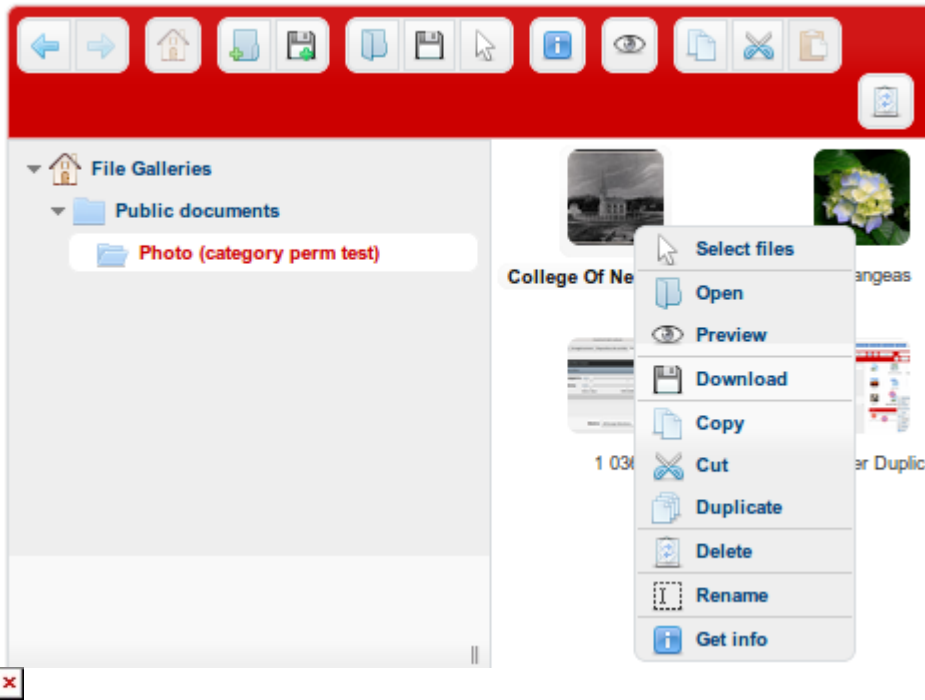 File Galleries
Public documents
Photo (category perm test)
College Of Ne
angeas
Select files
Open
Preview
Download
Copy
Cut
Duplicate
Delete
Rename
Get info
1 036
er Duplic